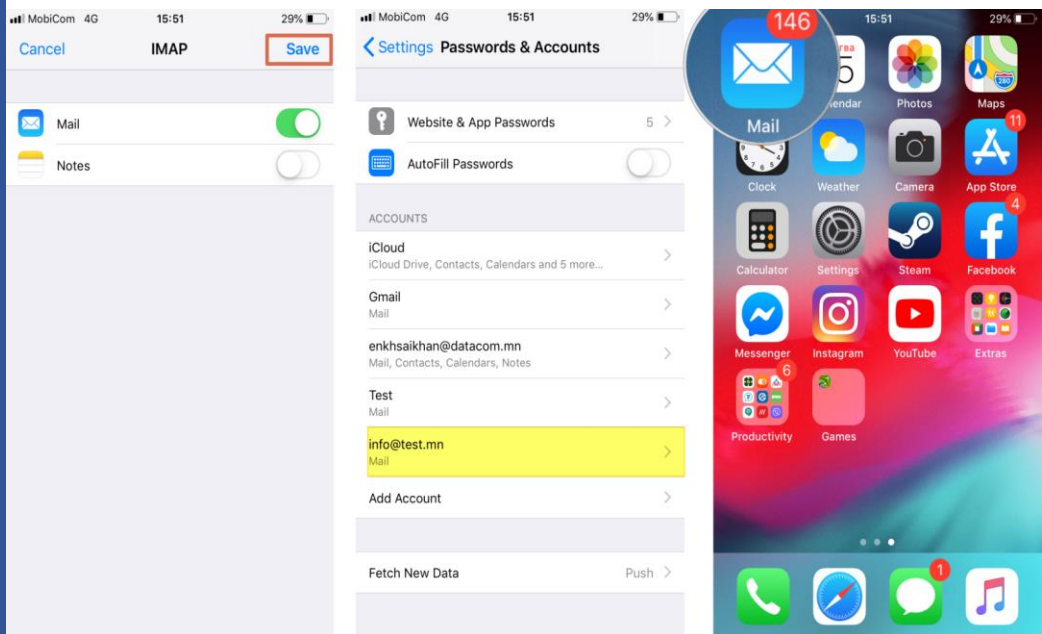 MobiCom 4G 15:51 29%
Cancel IMAP Save
Mail
Notes
MobiCom 4G 15:51 29%
Settings Passwords & Accounts
Website & App Passwords 5
AutoFill Passwords
ACCOUNTS
iCloud
iCloud Drive, Contacts, Calendars and 5 more...
Gmail
Mail
enkhsaikhan@datacom.mn
Mail, Contacts, Calendars, Notes
Test
Mail
info@test.mn
Mail
Add Account
Fetch New Data Push
146
15:51 29%
Mail
5
Photos Maps
11
Clock Weather Camera App Store
4
Calculator Settings Steam Facebook
Messenger Instagram YouTube Extras
6
Productivity Games
1